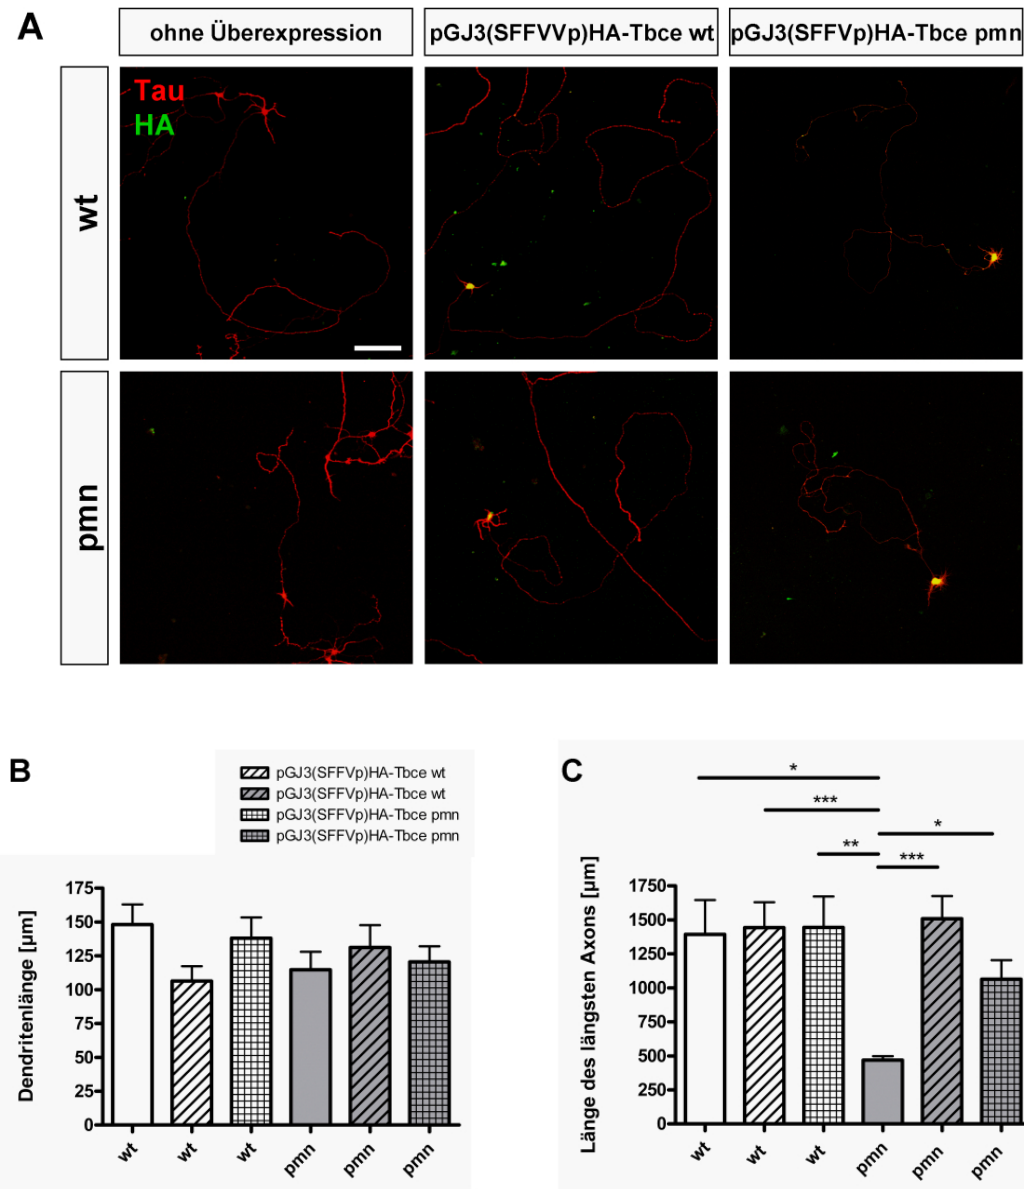 A
ohne Überexpression
pGJ3(SFFVVp)HA-Tbce wt
pGJ3(SFFVp)HA-Tbce pmn
wt
Tau
HA
pmn
B
pGJ3(SFFVp)HA-Tbce wt
pGJ3(SFFVp)HA-Tbce wt
pGJ3(SFFVp)HA-Tbce pmn
pGJ3(SFFVp)HA-Tbce pmn
Dendritenlänge [µm]
175
150
125
100
75
50
25
0
wt
wt
wt
pmn
pmn
pmn
C
*
***
*
**
***
Länge des längsten Axons [µm]
1750
1500
1250
1000
750
500
250
0
wt
wt
wt
pmn
pmn
pmn